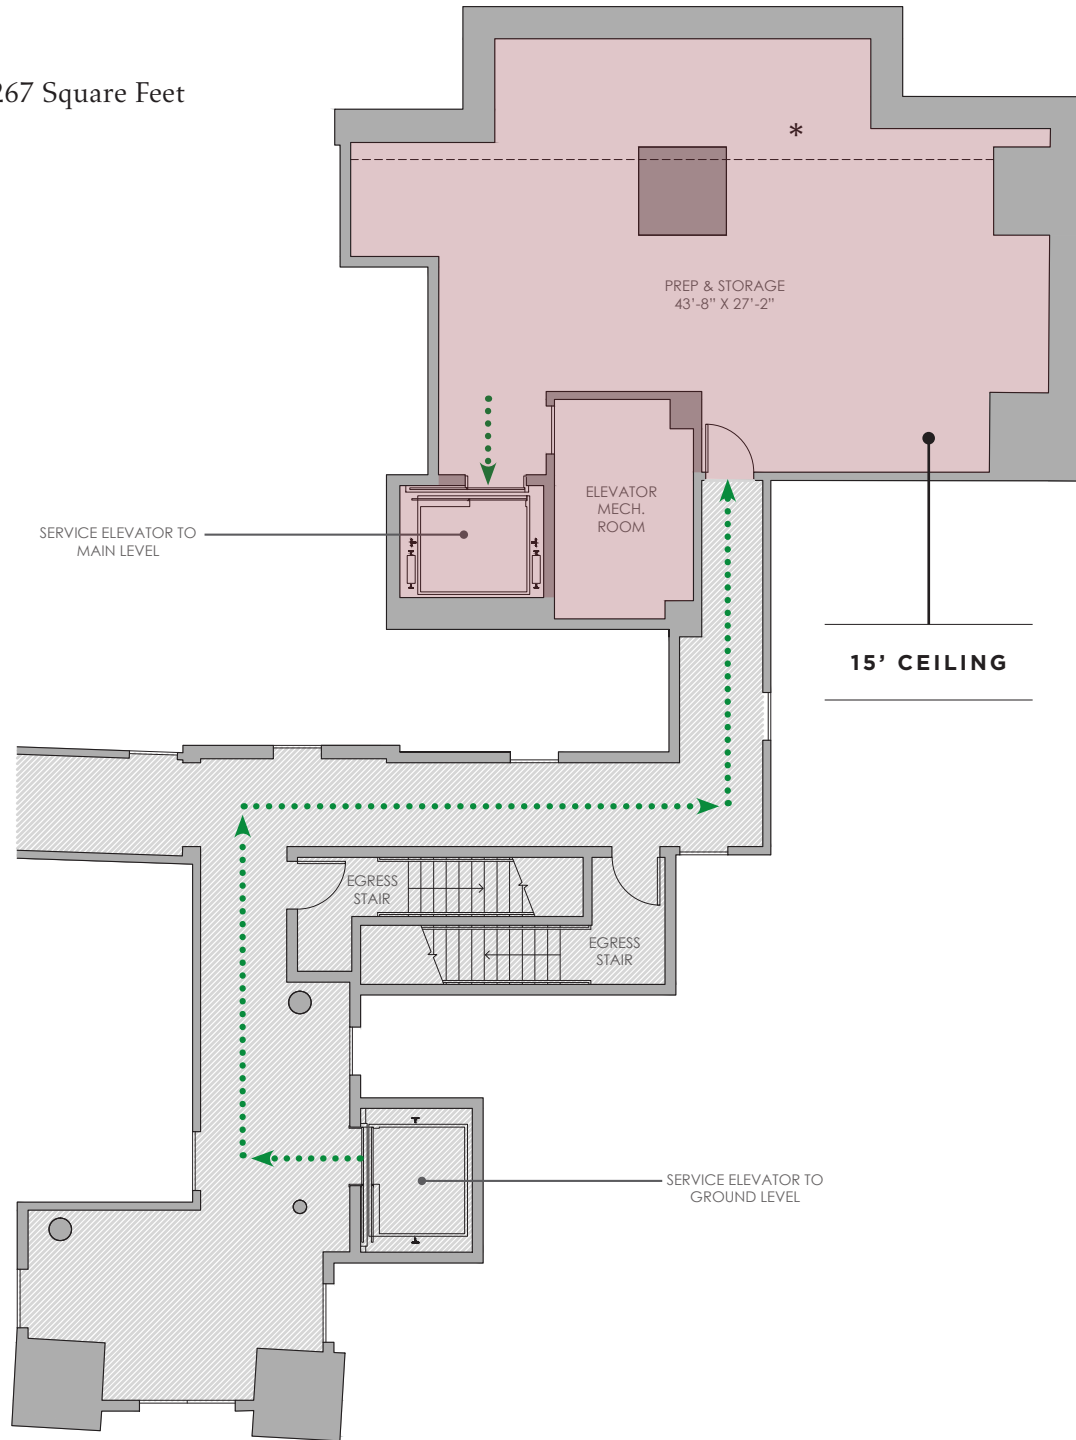 267 Square Feet
*
PREP & STORAGE
43'-8" X 27'-2"
ELEVATOR
MECH.
ROOM
SERVICE ELEVATOR TO
MAIN LEVEL
15' CEILING
EGRESS
STAIR
EGRESS
STAIR
SERVICE ELEVATOR TO
GROUND LEVEL